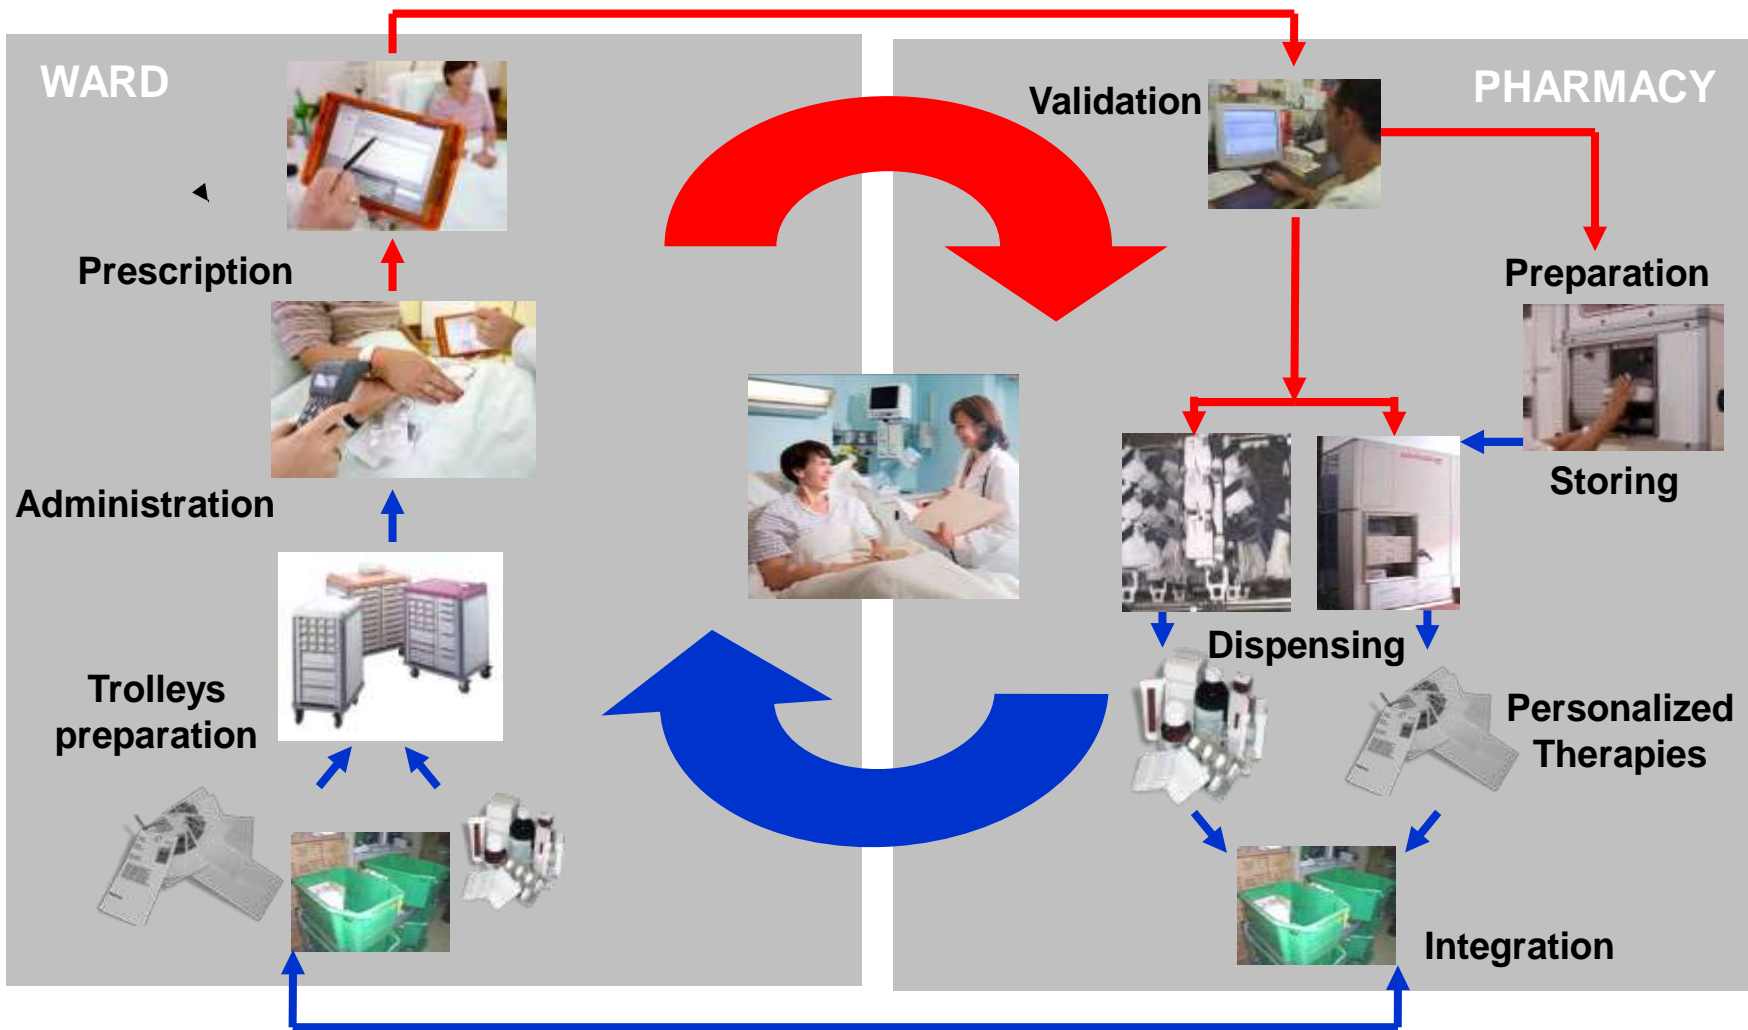 WARD
PHARMACY
Validation
Prescription
Preparation
Administration
Storing
Dispensing
Trolleys
preparation
Personalized
Therapies
Integration